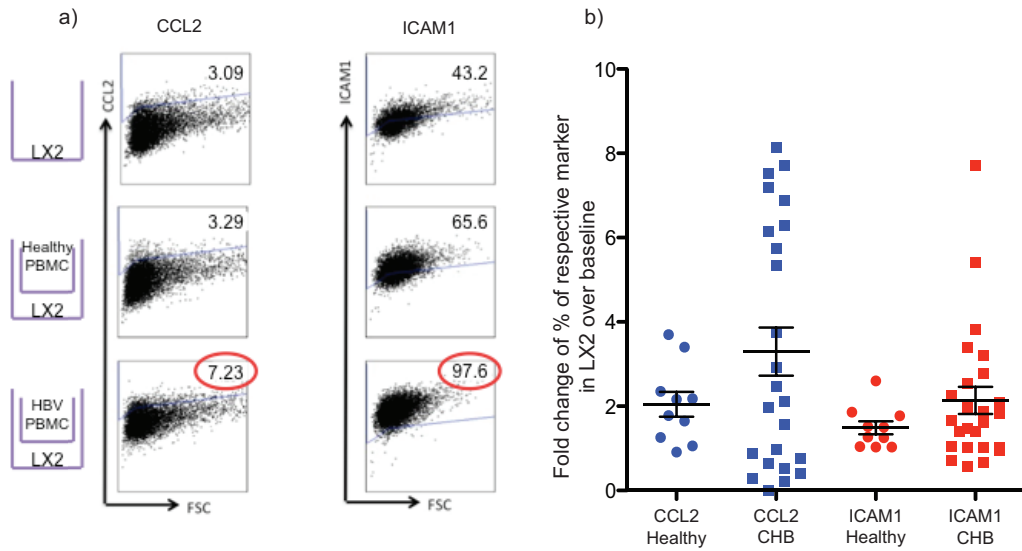 a)
CCL2
ICAM1
LX2
CCL2
3.09
ICAM1
43.2
Healthy
PBMC
LX2
3.29
65.6
HBV
PBMC
LX2
7.23
97.6
FSC
FSC
b)
Fold change of % of respective marker
in LX2 over baseline
10
8
6
4
2
0
CCL2
Healthy
CCL2
CHB
ICAM1
Healthy
ICAM1
CHB